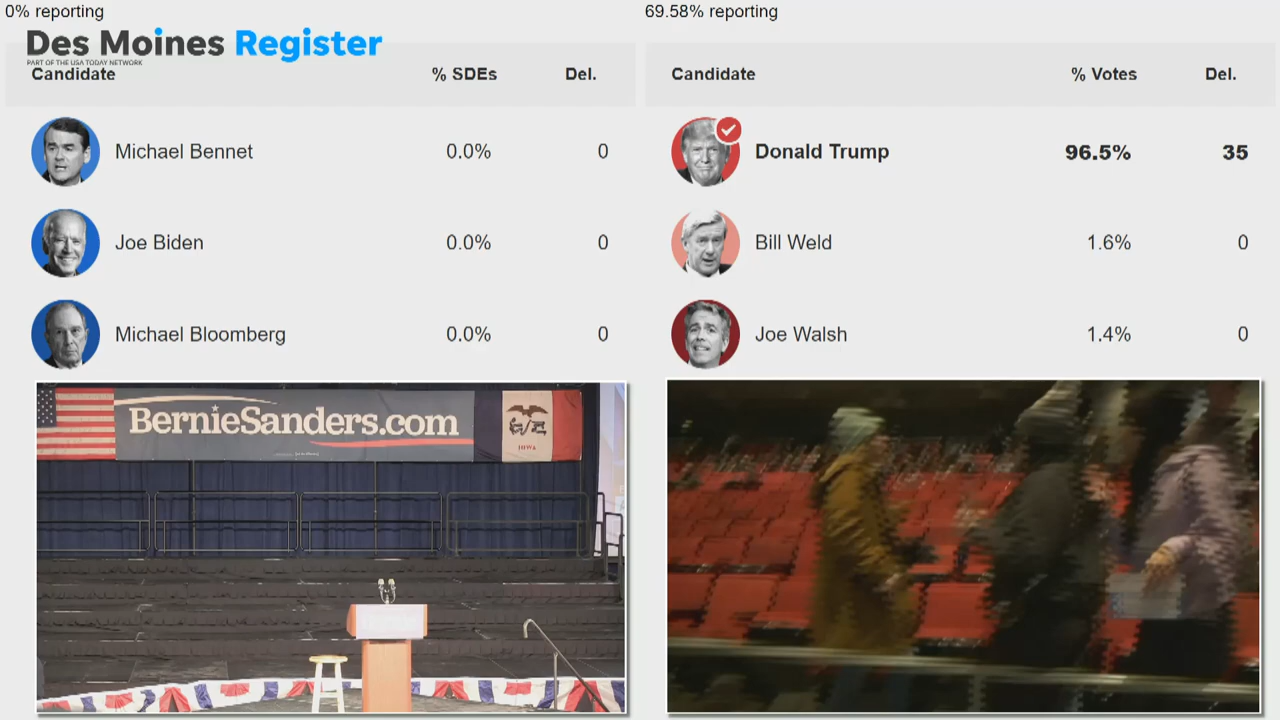 0% reporting
69.58% reporting
Des Moines Register
PART OF THE USA TODAY NETWORK
Candidate % SDEs Del.
Candidate % Votes Del.
Michael Bennet 0.0% 0
Donald Trump 96.5% 35
Joe Biden 0.0% 0
Bill Weld 1.6% 0
Michael Bloomberg 0.0% 0
Joe Walsh 1.4% 0
BernieSanders.com
IOWA